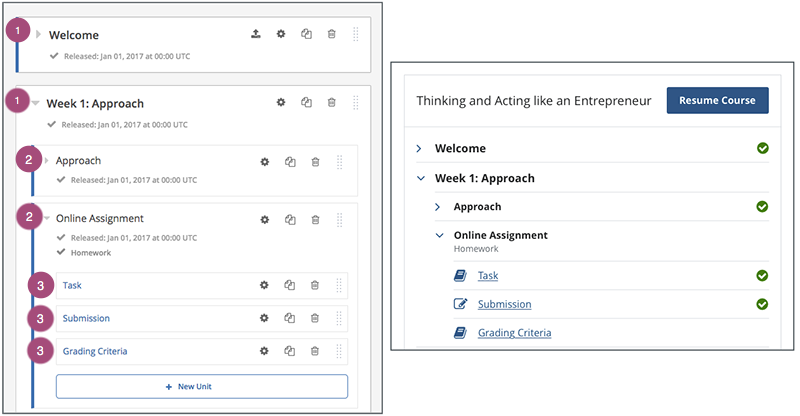 1
Welcome
Released: Jan 01, 2017 at 00:00 UTC
1
Week 1: Approach
Released: Jan 01, 2017 at 00:00 UTC
2
Approach
Released: Jan 01, 2017 at 00:00 UTC
2
Online Assignment
Released: Jan 01, 2017 at 00:00 UTC
Homework
3
Task
3
Submission
3
Grading Criteria
+ New Unit
Thinking and Acting like an Entrepreneur
Resume Course
Welcome
Week 1: Approach
Approach
Online Assignment
Homework
Task
Submission
Grading Criteria